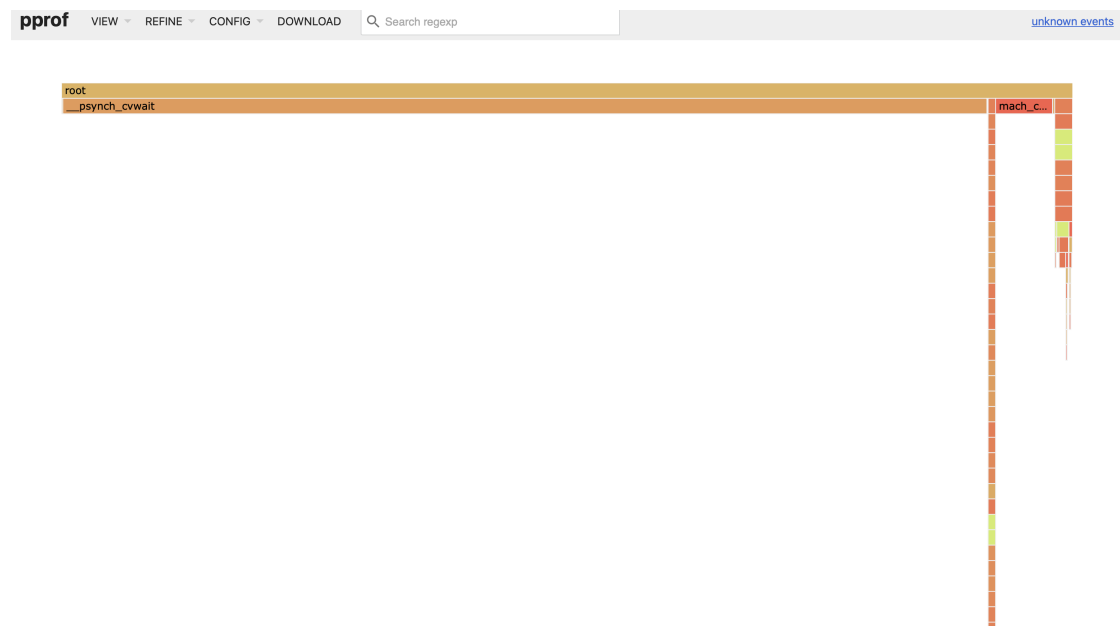 pprof VIEW REFINE CONFIG DOWNLOAD Search regexp unknown events
root
__psynch_cvwait mach_c...